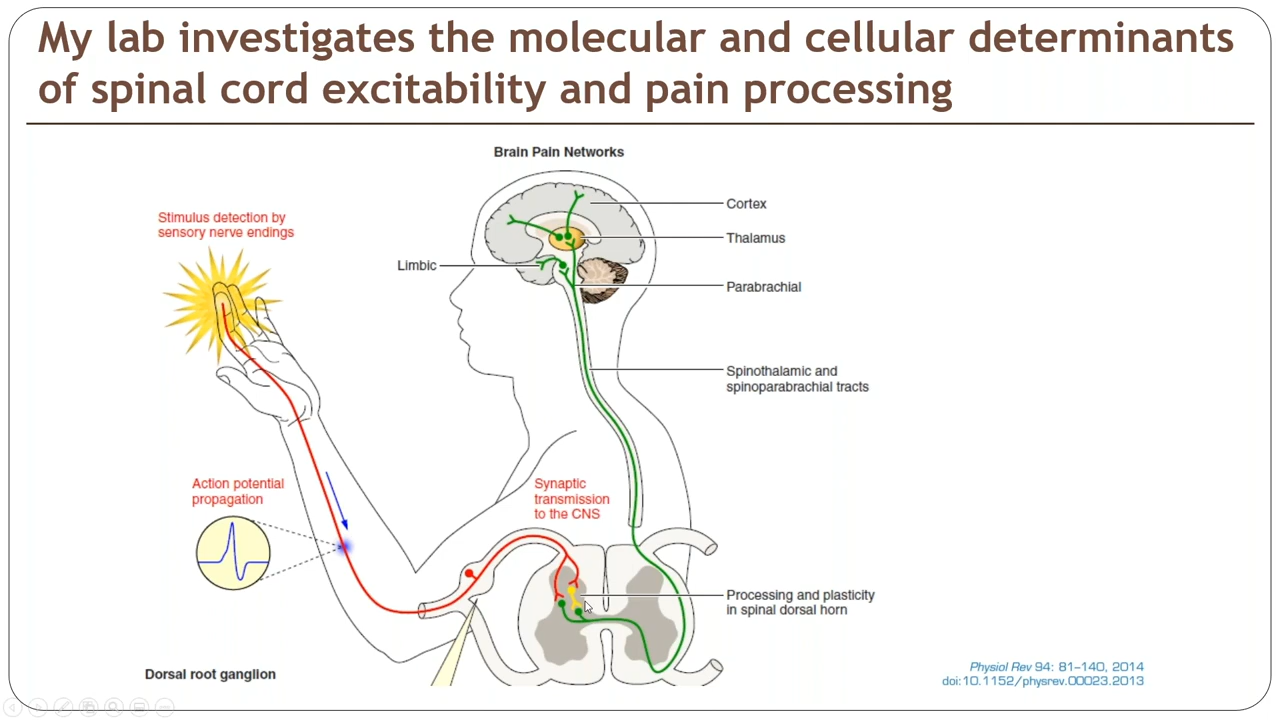 My lab investigates the molecular and cellular determinants
of spinal cord excitability and pain processing
Brain Pain Networks
Stimulus detection by
sensory nerve endings
Cortex
Thalamus
Limbic
Parabrachial
Spinothalamic and
spinoparabrachial tracts
Action potential
propagation
Synaptic
transmission
to the CNS
Processing and plasticity
in spinal dorsal horn
Dorsal root ganglion
Physiol Rev 94: 81–140, 2014
doi:10.1152/physrev.00023.2013